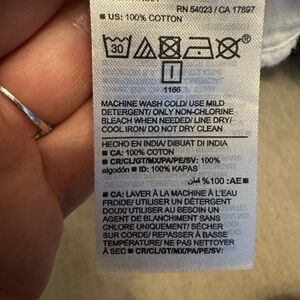 RN 54023 / CA 17897
■ US: 100% COTTON
30
1166
MACHINE WASH COLD/ USE MILD
DETERGENT/ ONLY NON-CHLORINE
BLEACH WHEN NEEDED/ LINE DRY/
COOL IRON/ DO NOT DRY CLEAN
HECHO EN INDIA/ DIBUAT DI INDIA
■ CA: 100% COTTON
■ CR/CL/GT/MX/PA/PE/SV: 100%
algodón ■ ID: 100% KAPAS
■ AE: 100% قطن
■ CA: LAVER À LA MACHINE À L'EAU
FROIDE/ UTILISER UN DÉTERGENT
DOUX/ UTILISER AU BESOIN UN
AGENT DE BLANCHIMENT SANS
CHLORE UNIQUEMENT/ SÉCHER
SUR CORDE/ REPASSER À BASSE
TEMPÉRATURE/ NE PAS NETTOYER
À SEC ■ CR/CL/GT/MX/PA/PE/SV: